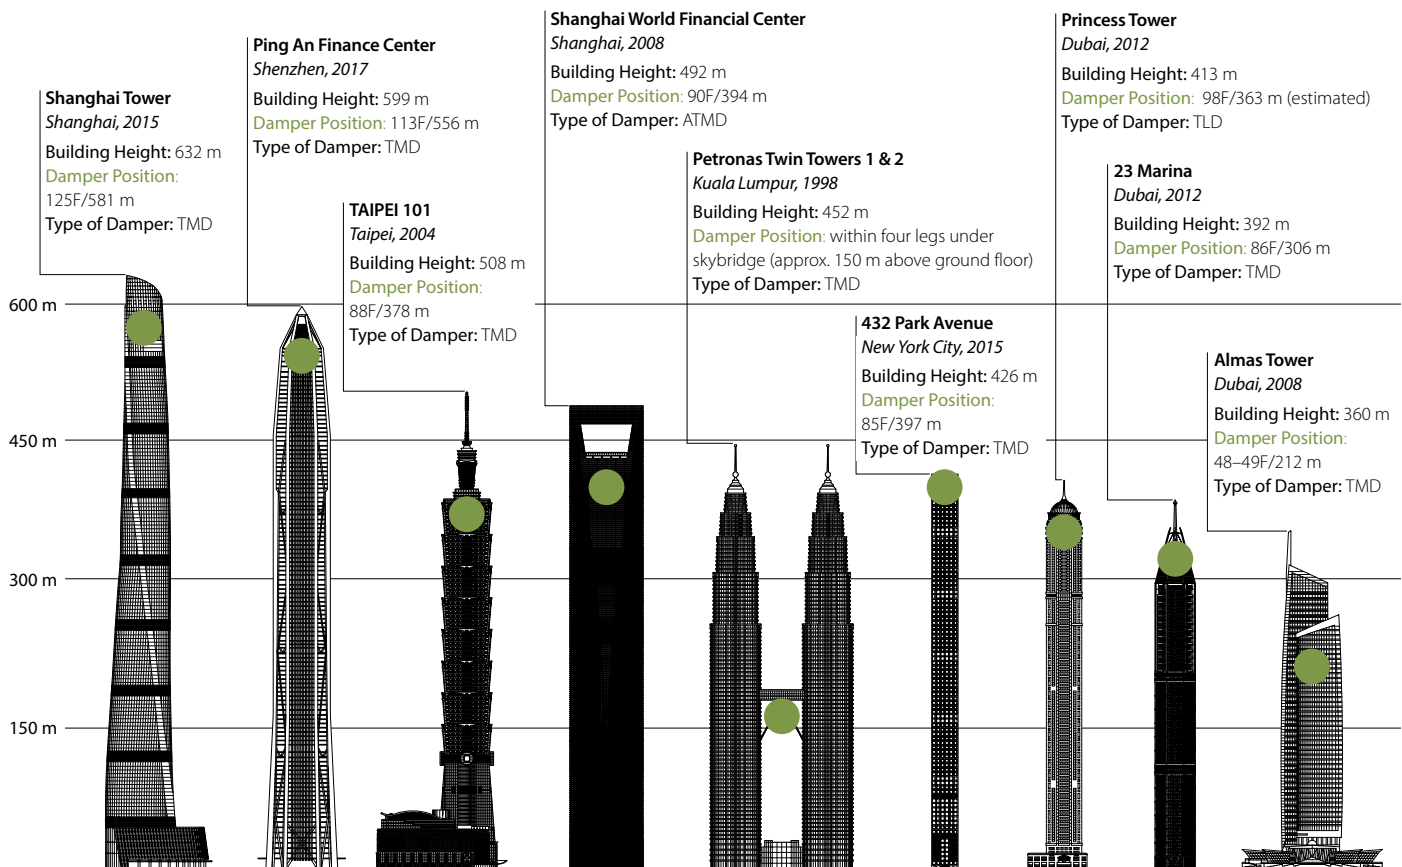 Shanghai Tower
Shanghai, 2015
Building Height: 632 m
Damper Position:
125F/581 m
Type of Damper: TMD
Ping An Finance Center
Shenzhen, 2017
Building Height: 599 m
Damper Position: 113F/556 m
Type of Damper: TMD
TAIPEI 101
Taipei, 2004
Building Height: 508 m
Damper Position:
88F/378 m
Type of Damper: TMD
Shanghai World Financial Center
Shanghai, 2008
Building Height: 492 m
Damper Position: 90F/394 m
Type of Damper: ATMD
Petronas Twin Towers 1 & 2
Kuala Lumpur, 1998
Building Height: 452 m
Damper Position: within four legs under
skybridge (approx. 150 m above ground floor)
Type of Damper: TMD
432 Park Avenue
New York City, 2015
Building Height: 426 m
Damper Position:
85F/397 m
Type of Damper: TMD
Princess Tower
Dubai, 2012
Building Height: 413 m
Damper Position: 98F/363 m (estimated)
Type of Damper: TLD
23 Marina
Dubai, 2012
Building Height: 392 m
Damper Position: 86F/306 m
Type of Damper: TMD
Almas Tower
Dubai, 2008
Building Height: 360 m
Damper Position:
48–49F/212 m
Type of Damper: TMD
600 m
450 m
300 m
150 m